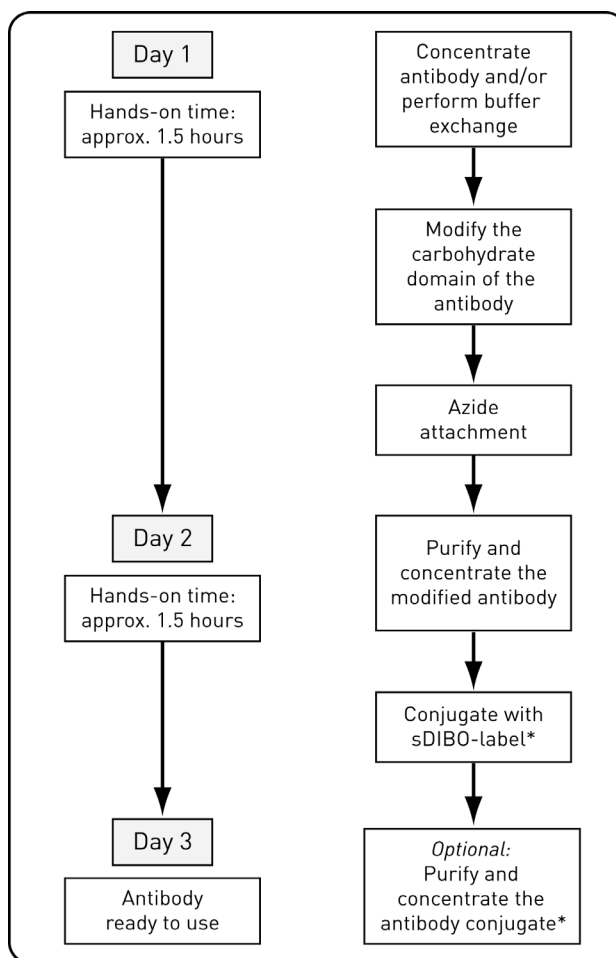 Day 1
Hands-on time:
approx. 1.5 hours
Day 2
Hands-on time:
approx. 1.5 hours
Day 3
Antibody
ready to use
Concentrate
antibody and/or
perform buffer
exchange
Modify the
carbohydrate
domain of the
antibody
Azide
attachment
Purify and
concentrate the
modified antibody
Conjugate with
sDIBO-label*
Optional:
Purify and
concentrate the
antibody conjugate*